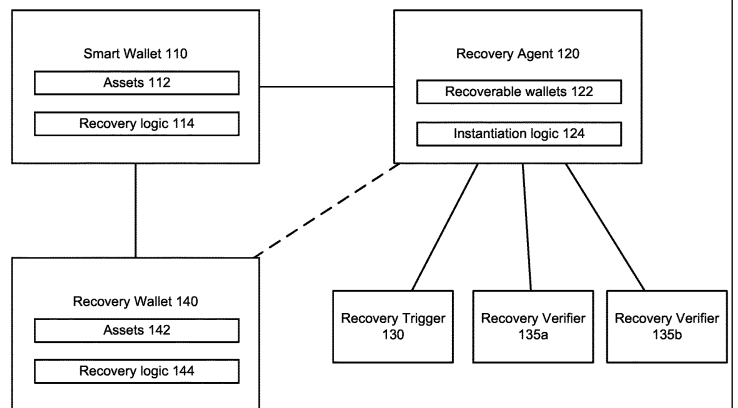 Smart Wallet 110
Assets 112
Recovery logic 114
Recovery Agent 120
Recoverable wallets 122
Instantiation logic 124
Recovery Wallet 140
Assets 142
Recovery logic 144
Recovery Trigger
130
Recovery Verifier
135a
Recovery Verifier
135b